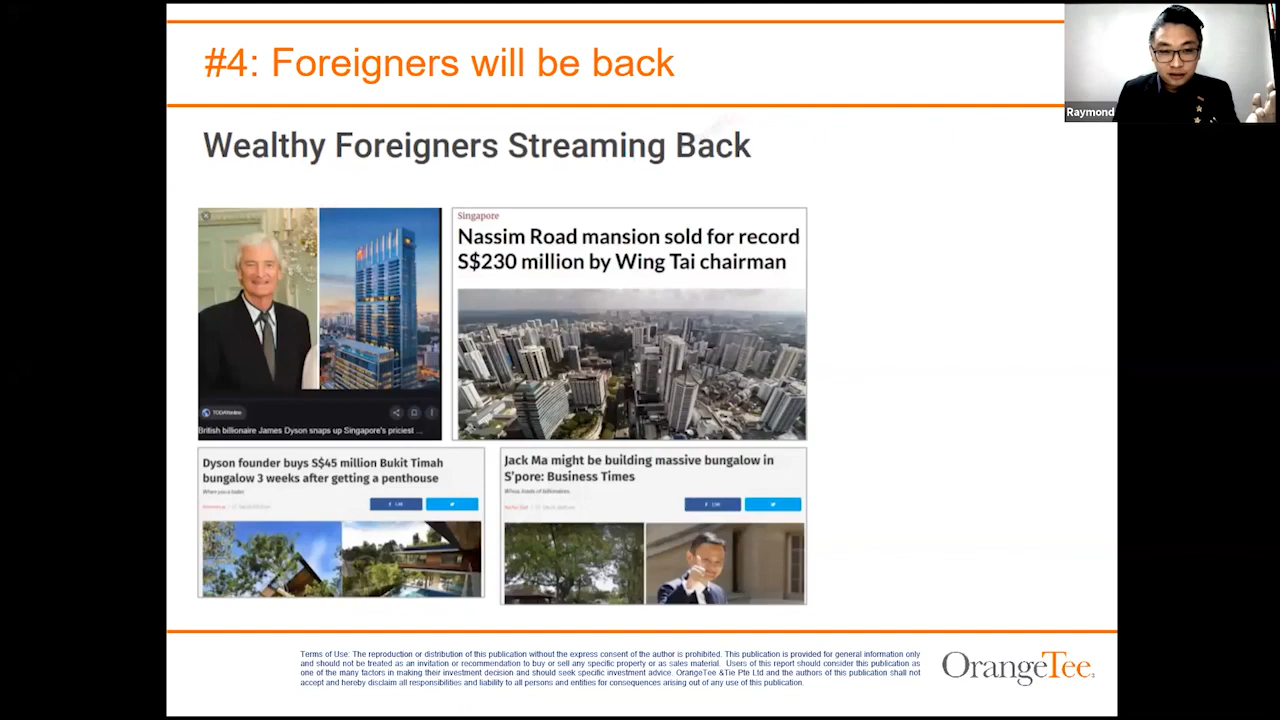 #4: Foreigners will be back
Raymond
Wealthy Foreigners Streaming Back
TODAYonline
British billionaire James Dyson snaps up Singapore's priciest ...
Singapore
Nassim Road mansion sold for record
S$230 million by Wing Tai chairman
Dyson founder buys S$45 million Bukit Timah
bungalow 3 weeks after getting a penthouse
Jack Ma might be building massive bungalow in
S'pore: Business Times
Terms of Use: The reproduction or distribution of this publication without the express consent of the author is prohibited. This publication is provided for general information only
and should not be treated as an invitation or recommendation to buy or sell any specific property or as sales material. Users of this report should consider this publication as
one of the many factors in making their investment decision and should seek specific investment advice. OrangeTee &Tie Pte Ltd and the authors of this publication shall not
accept and hereby disclaim all responsibilities and liability to all persons and entities for consequences arising out of any use of this publication.
OrangeTee